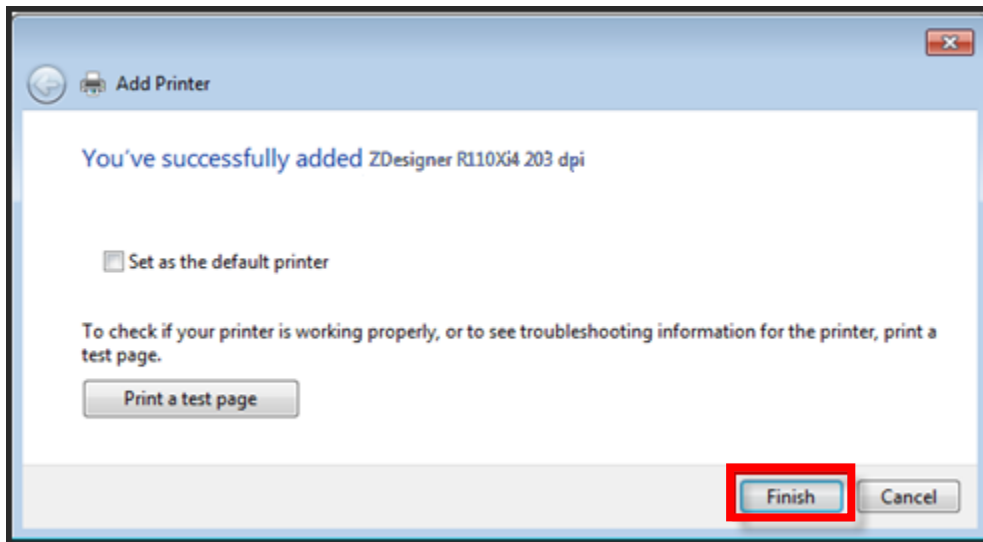 Add Printer
You've successfully added ZDesigner R110Xi4 203 dpi
Set as the default printer
To check if your printer is working properly, or to see troubleshooting information for the printer, print a
test page.
Print a test page
Finish Cancel